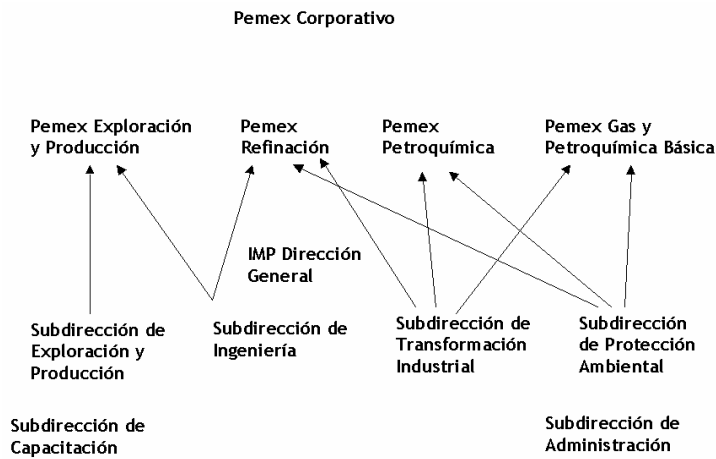 Pemex Corporativo
Pemex Exploración
y Producción
Pemex
Refinación
Pemex
Petroquímica
Pemex Gas y
Petroquímica Básica
IMP Dirección
General
Subdirección de
Exploración y
Producción
Subdirección de
Ingeniería
Subdirección de
Transformación
Industrial
Subdirección
de Protección
Ambiental
Subdirección de
Capacitación
Subdirección de
Administración